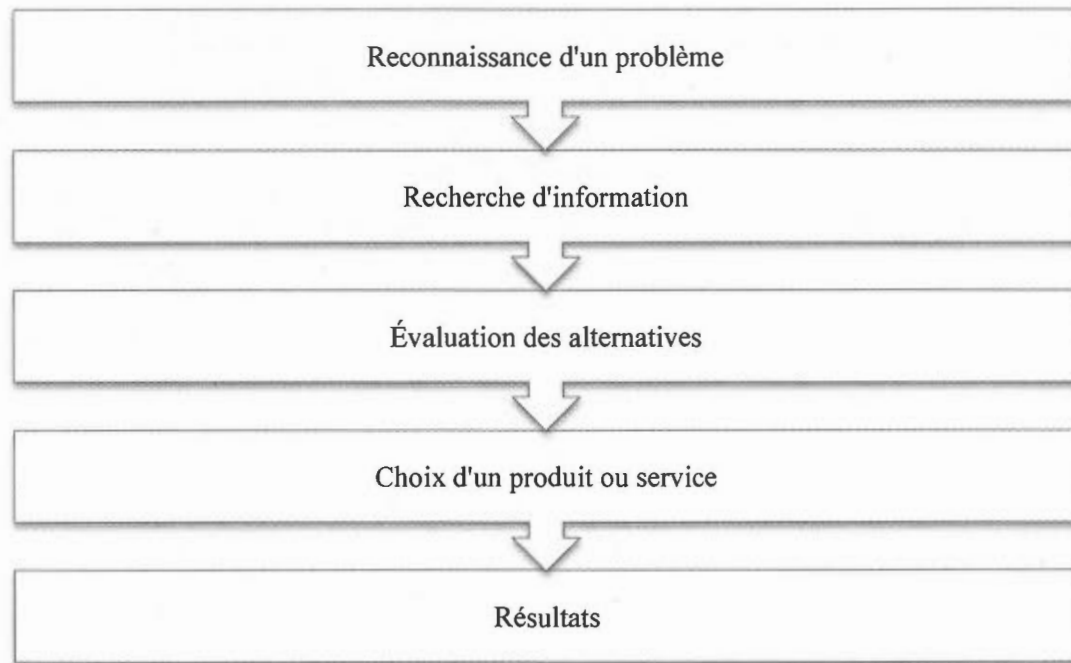 Reconnaissance d'un problème
Recherche d'information
Évaluation des alternatives
Choix d'un produit ou service
Résultats